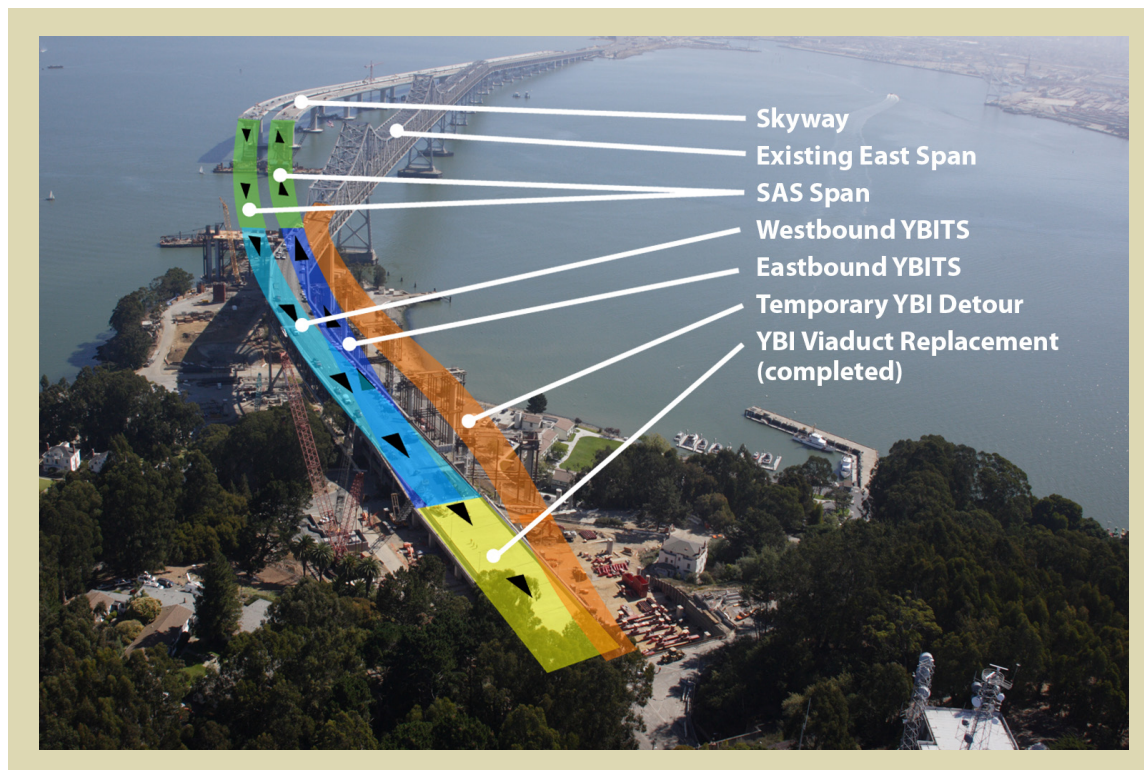 Skyway
Existing East Span
SAS Span
Westbound YBITS
Eastbound YBITS
Temporary YBI Detour
YBI Viaduct Replacement
(completed)